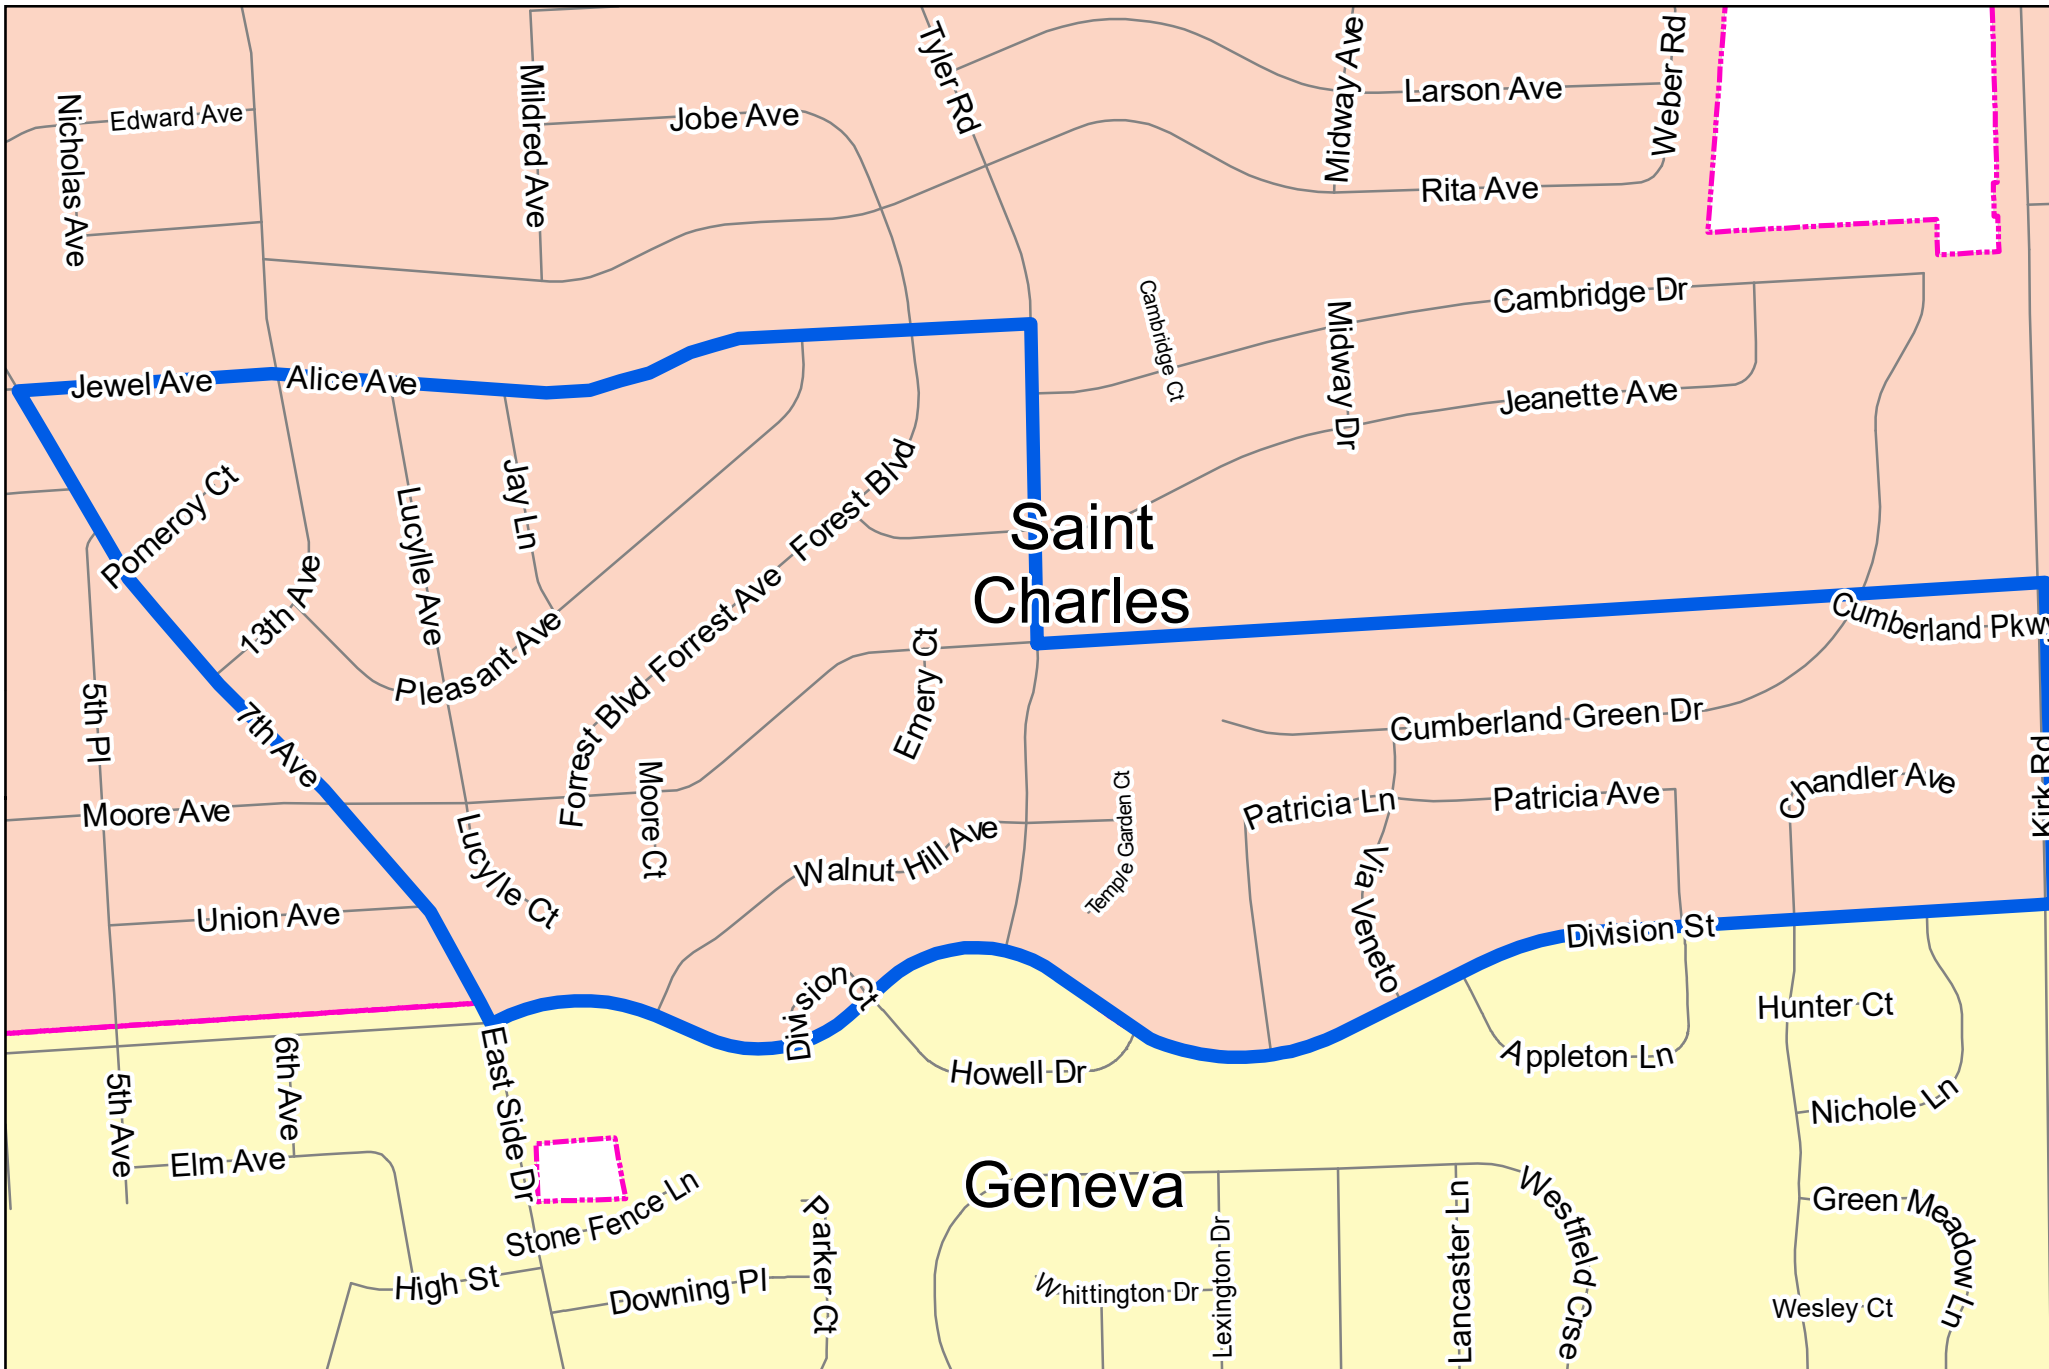 Nicholas Ave
Edward Ave
Mildred Ave
Jobe Ave
Tyler Rd
Midway Ave
Larson Ave
Weber Rd
Rita Ave
Cambridge Ct
Cambridge Dr
Midway Dr
Jeanette Ave
Jewel Ave
Alice Ave
Pomeroy Ct
13th Ave
Lucylle Ave
Jay Ln
Pleasant Ave
Forest Blvd
Forrest Ave
Forrest Blvd
Saint
Charles
Cumberland Pkwy
5th Pl
7th Ave
Moore Ave
Moore Ct
Emery Ct
Cumberland Green Dr
Kirk Rd
Chandler Ave
Patricia Ln
Patricia Ave
Temple Garden Ct
Walnut Hill Ave
Lucylle Ct
Via Veneto
Union Ave
Division St
Division Ct
Hunter Ct
Howell Dr
Appleton Ln
Nichole Ln
6th Ave
5th Ave
East Side Dr
Elm Ave
Geneva
Stone Fence Ln
Parker Ct
Lexington Dr
Lancaster Ln
Westfield Crse
Green Meadow Ln
High St
Downing Pl
Whittington Dr
Wesley Ct